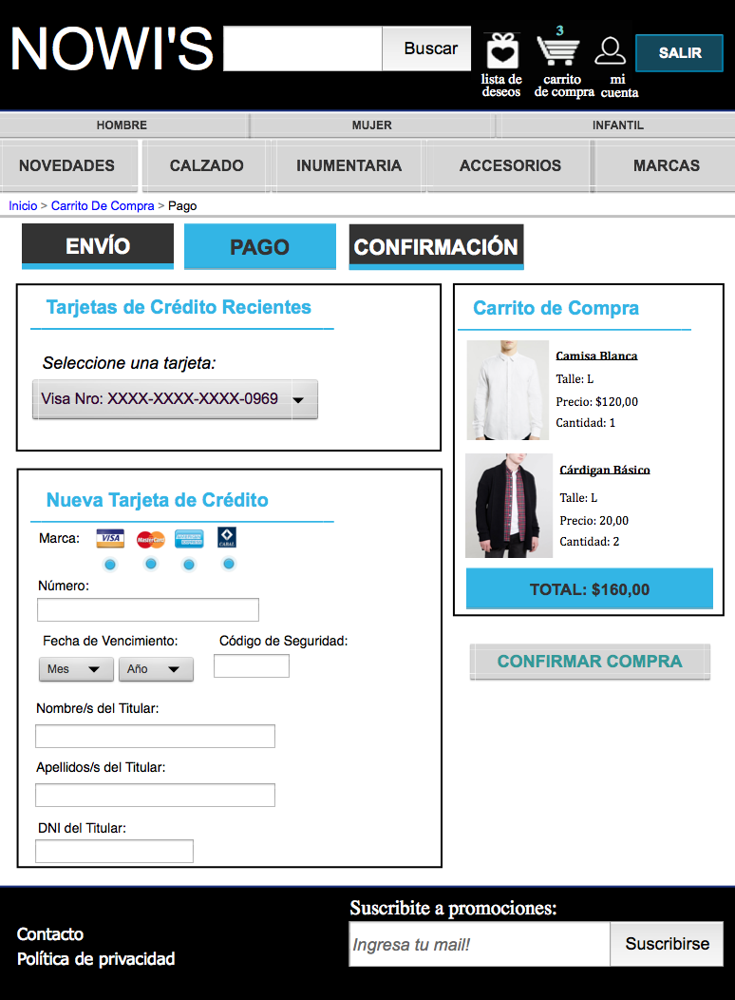 NOWI'S
Buscar
3
lista de
deseos
carrito
de compra
mi
cuenta
SALIR
HOMBRE
MUJER
INFANTIL
NOVEDADES
CALZADO
INUMENTARIA
ACCESORIOS
MARCAS
Inicio > Carrito De Compra > Pago
ENVÍO
PAGO
CONFIRMACIÓN
Tarjetas de Crédito Recientes
Seleccione una tarjeta:
Visa Nro: XXXX-XXXX-XXXX-0969
Nueva Tarjeta de Crédito
Marca:
VISA
MasterCard
AMERICAN EXPRESS
CABAL
Número:
Fecha de Vencimiento:
Código de Seguridad:
Mes
Año
Nombre/s del Titular:
Apellidos/s del Titular:
DNI del Titular:
Carrito de Compra
Camisa Blanca
Talle: L
Precio: $120,00
Cantidad: 1
Cárdigan Básico
Talle: L
Precio: 20,00
Cantidad: 2
TOTAL: $160,00
CONFIRMAR COMPRA
Contacto
Política de privacidad
Suscribite a promociones:
Ingresa tu mail!
Suscribirse